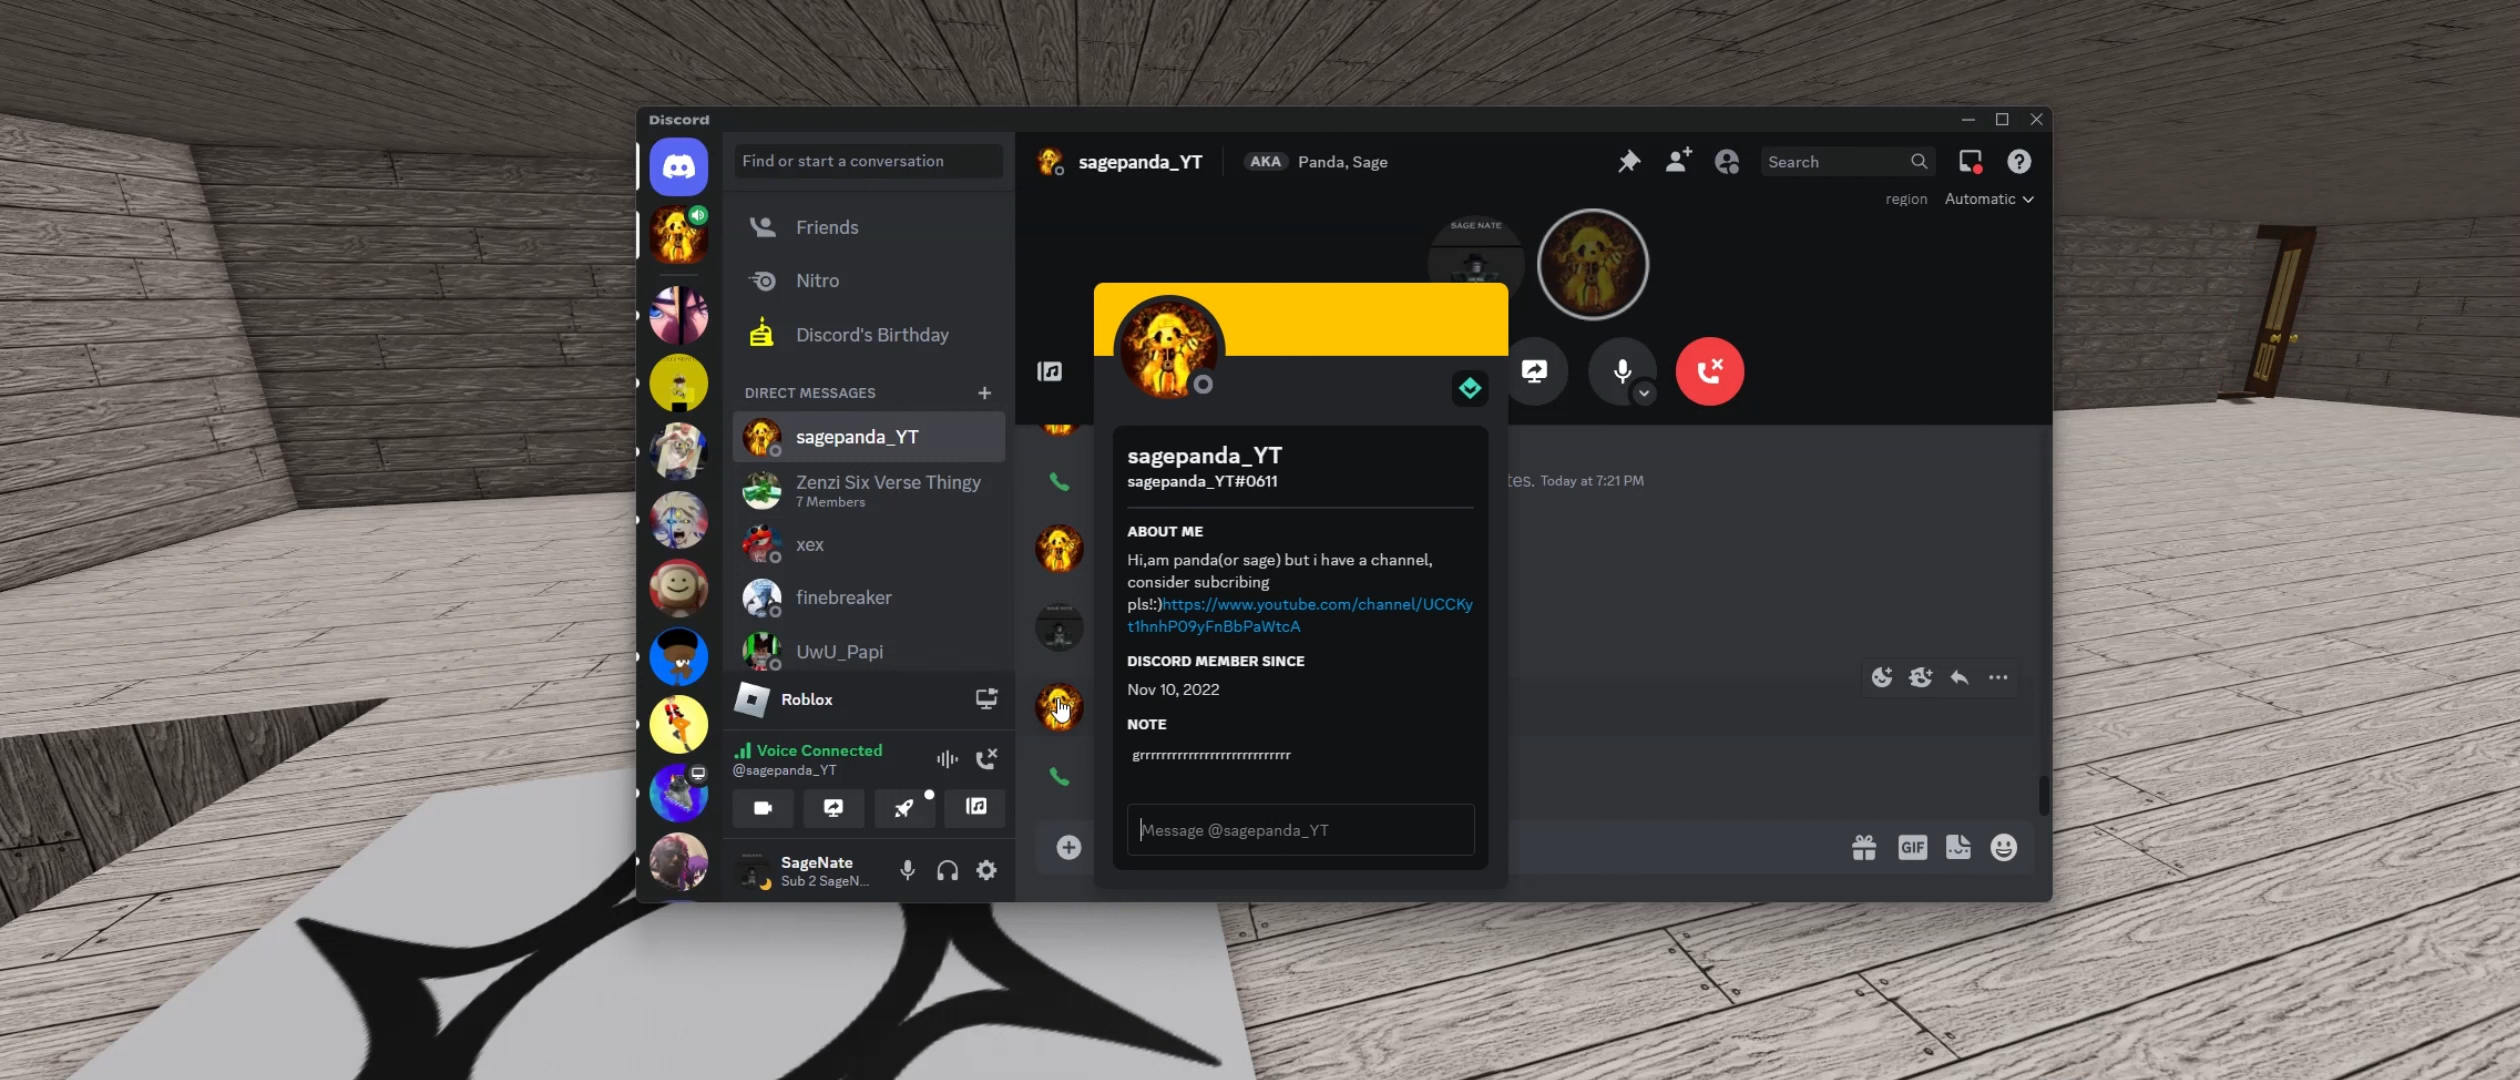 Discord
Find or start a conversation
Friends
Nitro
Discord's Birthday
DIRECT MESSAGES
sagepanda_YT
Zenzi Six Verse Thingy
7 Members
xex
finebreaker
UwU_Papi
Roblox
Voice Connected
@sagepanda_YT
SageNate
Sub 2 SageN...
sagepanda_YT
AKA Panda, Sage
Search
region Automatic
SAGE NATE
sagepanda_YT
sagepanda_YT#0611
ABOUT ME
Hi,am panda(or sage) but i have a channel,
consider subcribing
pls!:)https://www.youtube.com/channel/UCCKy
t1hnhP09yFnBbPaWtcA
DISCORD MEMBER SINCE
Nov 10, 2022
NOTE
grrrrrrrrrrrrrrrrrrrrrrrrrrrr
Message @sagepanda_YT
tes. Today at 7:21 PM
GIF